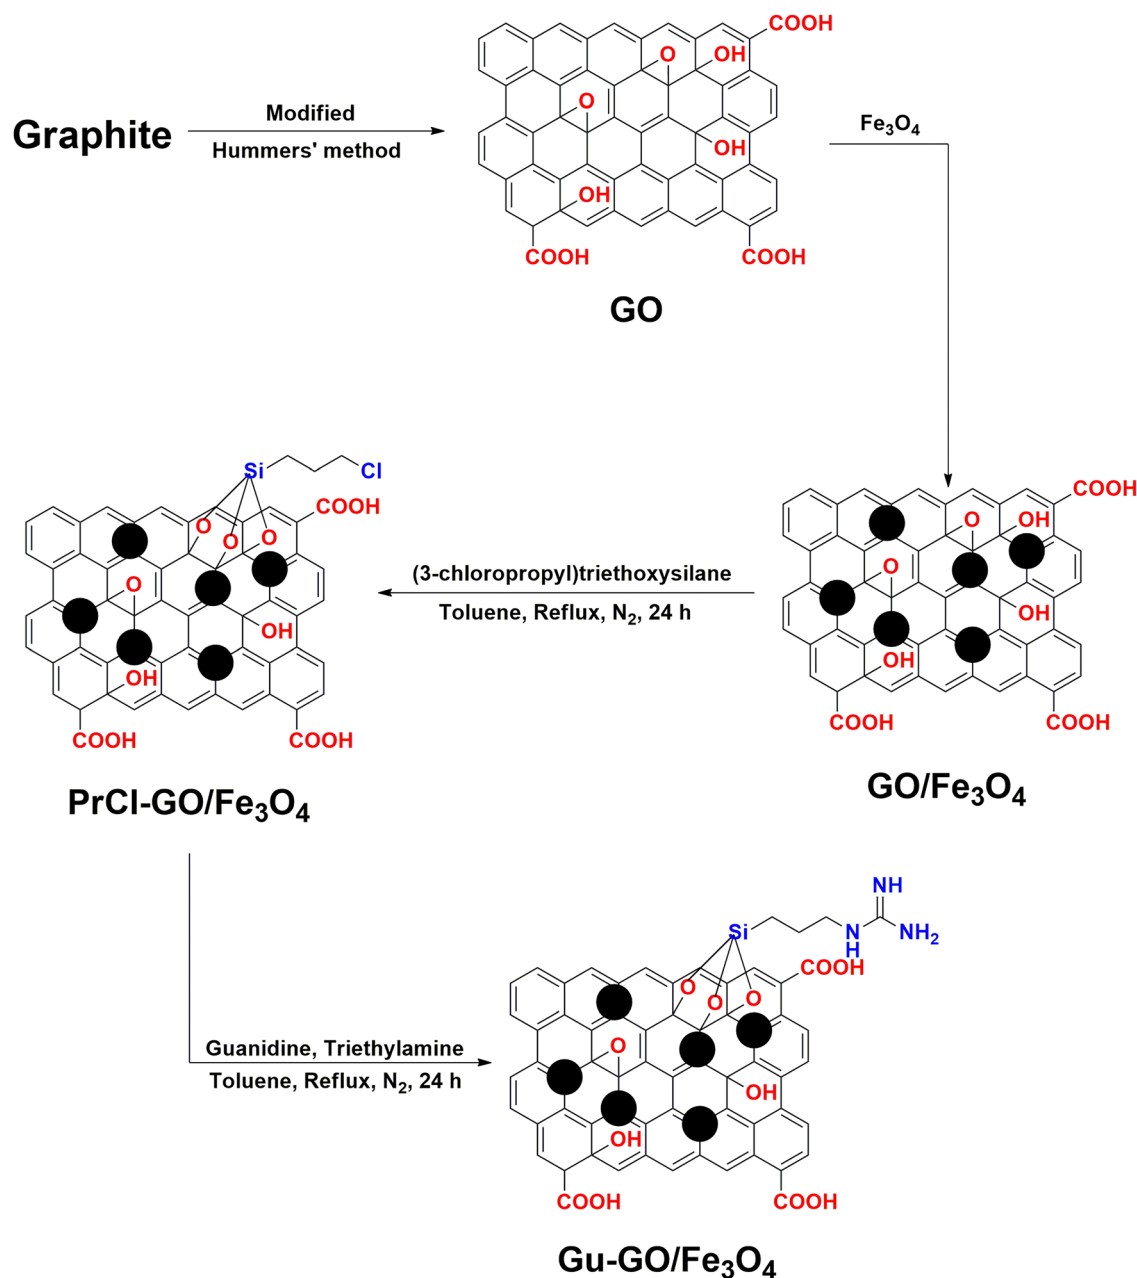 Graphite
Modified
Hummers' method
COOH
O
OH
O
OH
OH
COOH
COOH
GO
Fe₃O₄
COOH
O
OH
O
OH
OH
COOH
COOH
GO/Fe₃O₄
(3-chloropropyl)triethoxysilane
Toluene, Reflux, N₂, 24 h
Si
Cl
COOH
O
O
O
O
OH
OH
COOH
COOH
PrCl-GO/Fe₃O₄
Guanidine, Triethylamine
Toluene, Reflux, N₂, 24 h
NH
Si
N
H
NH₂
COOH
O
O
O
O
OH
OH
COOH
COOH
Gu-GO/Fe₃O₄